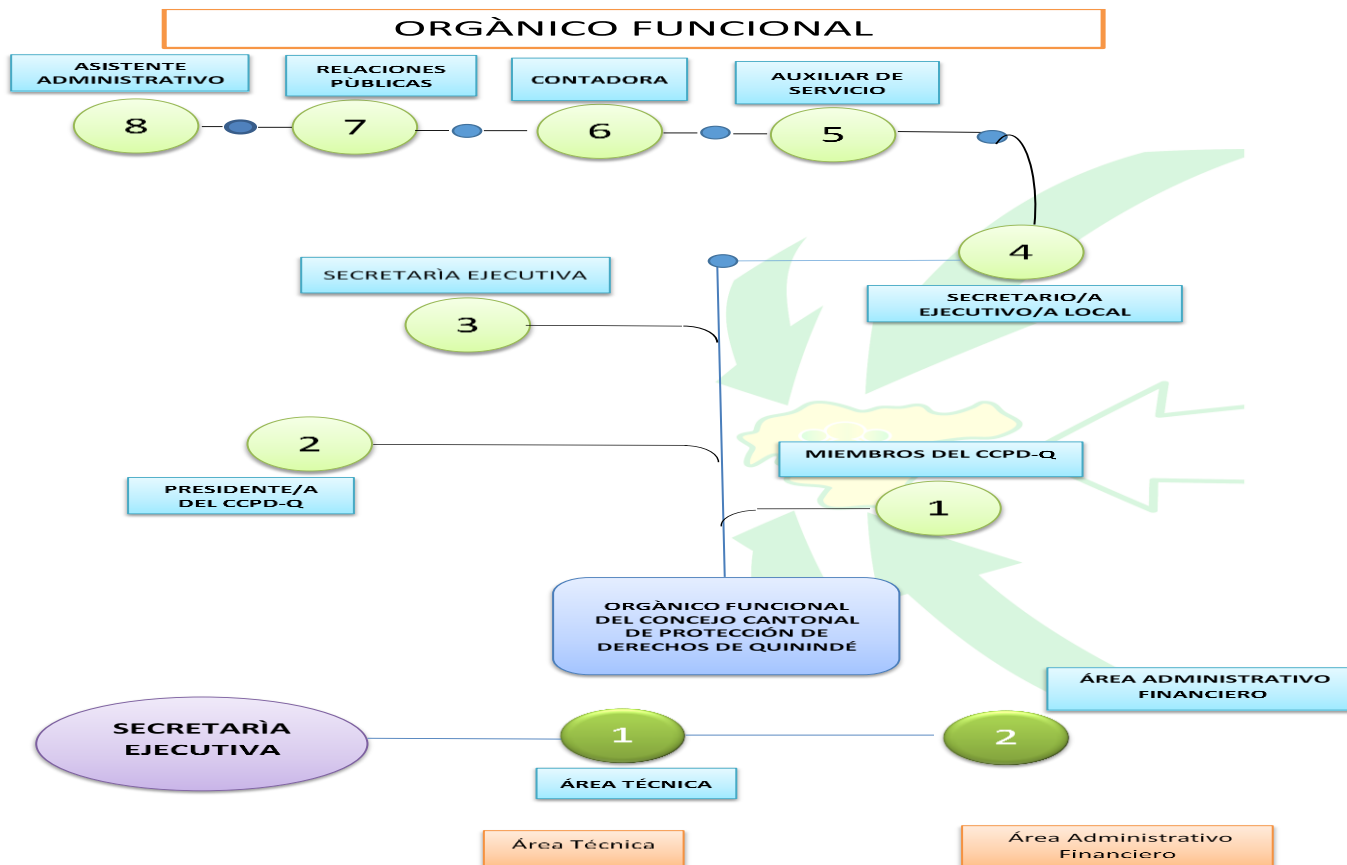 ORGÀNICO FUNCIONAL
ASISTENTE
ADMINISTRATIVO
RELACIONES
PÙBLICAS
CONTADORA
AUXILIAR DE
SERVICIO
8
7
6
5
4
SECRETARIO/A
EJECUTIVO/A LOCAL
SECRETARÌA EJECUTIVA
3
2
PRESIDENTE/A
DEL CCPD-Q
MIEMBROS DEL CCPD-Q
1
ORGÀNICO FUNCIONAL
DEL CONCEJO CANTONAL
DE PROTECCIÓN DE
DERECHOS DE QUININDÉ
SECRETARÌA
EJECUTIVA
1
ÁREA TÉCNICA
ÁREA ADMINISTRATIVO
FINANCIERO
2
Área Técnica
Área Administrativo
Financiero